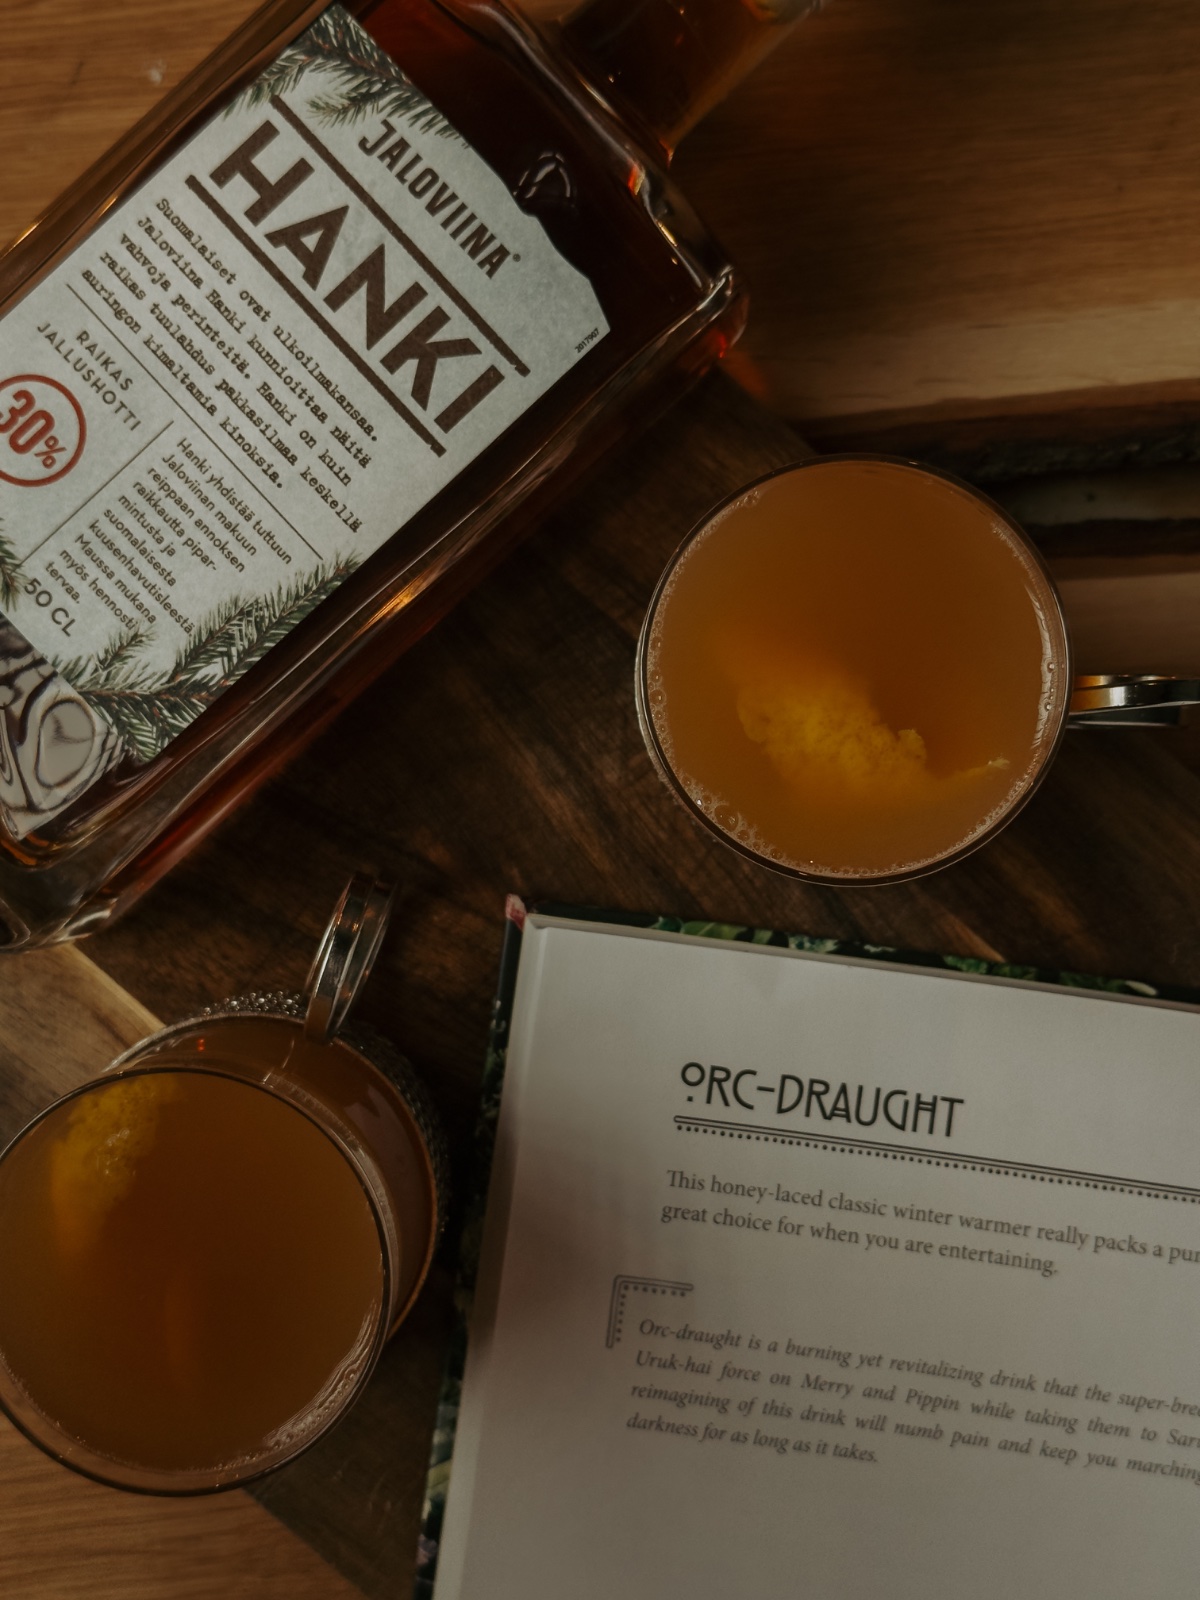 JALOVIINA®
HANKI
Suomalaiset ovat ulkoilmakansaa.
Jaloviina Hanki kunnioittaa näitä
vahvoja perinteitä. Hanki on kuin
raikas tuulahdus pakkasilmaa keskellä
auringon kimaltamia kinoksia.
RAIKAS
JALLUSHOTTI
30%
50 CL
Hanki yhdistää tuttuun
Jaloviinan makuun
reippaan annoksen
raikkautta pipar-
mintusta ja
suomalaisesta
kuusenhavutisleestä.
Maussa mukana
myös hennosti
tervaa.
2017907
ORC-DRAUGHT
This honey-laced classic winter warmer really packs a
great choice for when you are entertaining.
Orc-draught is a burning yet revitalizing drink that the
Uruk-hai force on Merry and Pippin while taking them to
reimagining of this drink will numb pain and keep you marching
darkness for as long as it takes.